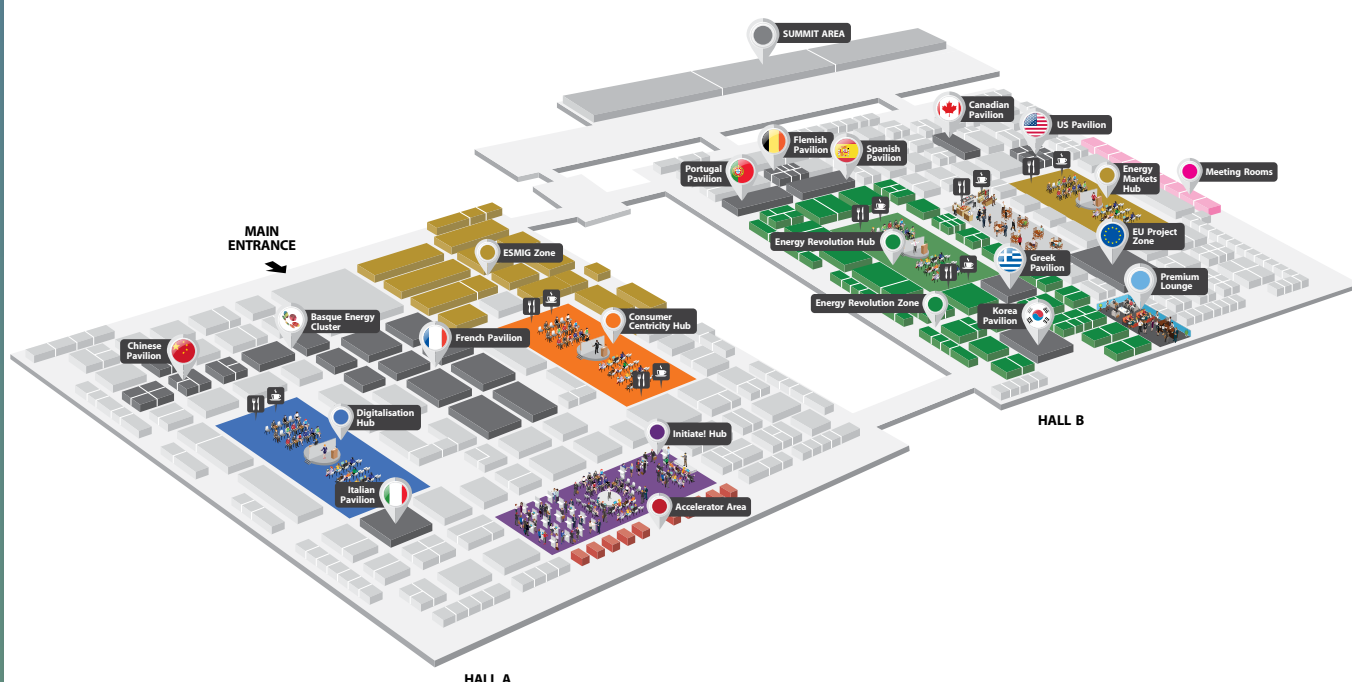 SUMMIT AREA
Canadian
Pavilion
US Pavilion
Flemish
Pavilion
Spanish
Pavilion
Portugal
Pavilion
Energy
Markets
Hub
Meeting Rooms
MAIN
ENTRANCE
ESMIG Zone
Energy Revolution Hub
EU Project
Zone
Greek
Pavilion
Premium
Lounge
Energy Revolution Zone
Korea
Pavilion
Basque Energy
Cluster
Consumer
Centricity Hub
French Pavilion
Chinese
Pavilion
Digitalisation
Hub
HALL B
Initiate! Hub
Italian
Pavilion
Accelerator Area
HALL A